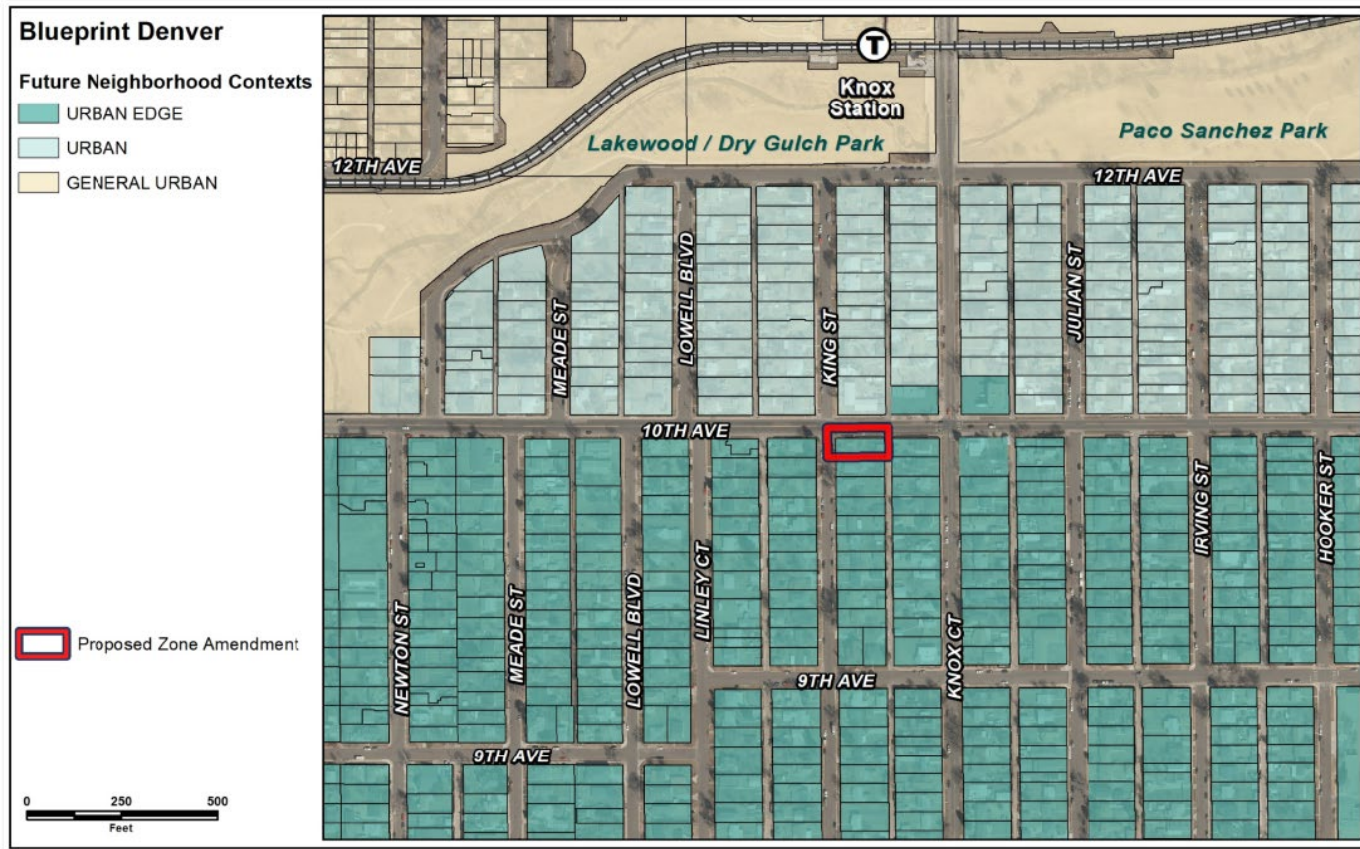 Blueprint Denver
Future Neighborhood Contexts
URBAN EDGE
URBAN
GENERAL URBAN
Proposed Zone Amendment
0 250 500
Feet
T
Knox
Station
Lakewood / Dry Gulch Park
Paco Sanchez Park
12TH AVE
12TH AVE
MEADE ST
LOWELL BLVD
KING ST
JULIAN ST
10TH AVE
NEWTON ST
MEADE ST
LOWELL BLVD
LINLEY CT
KNOX CT
IRVING ST
HOOKER ST
9TH AVE
9TH AVE